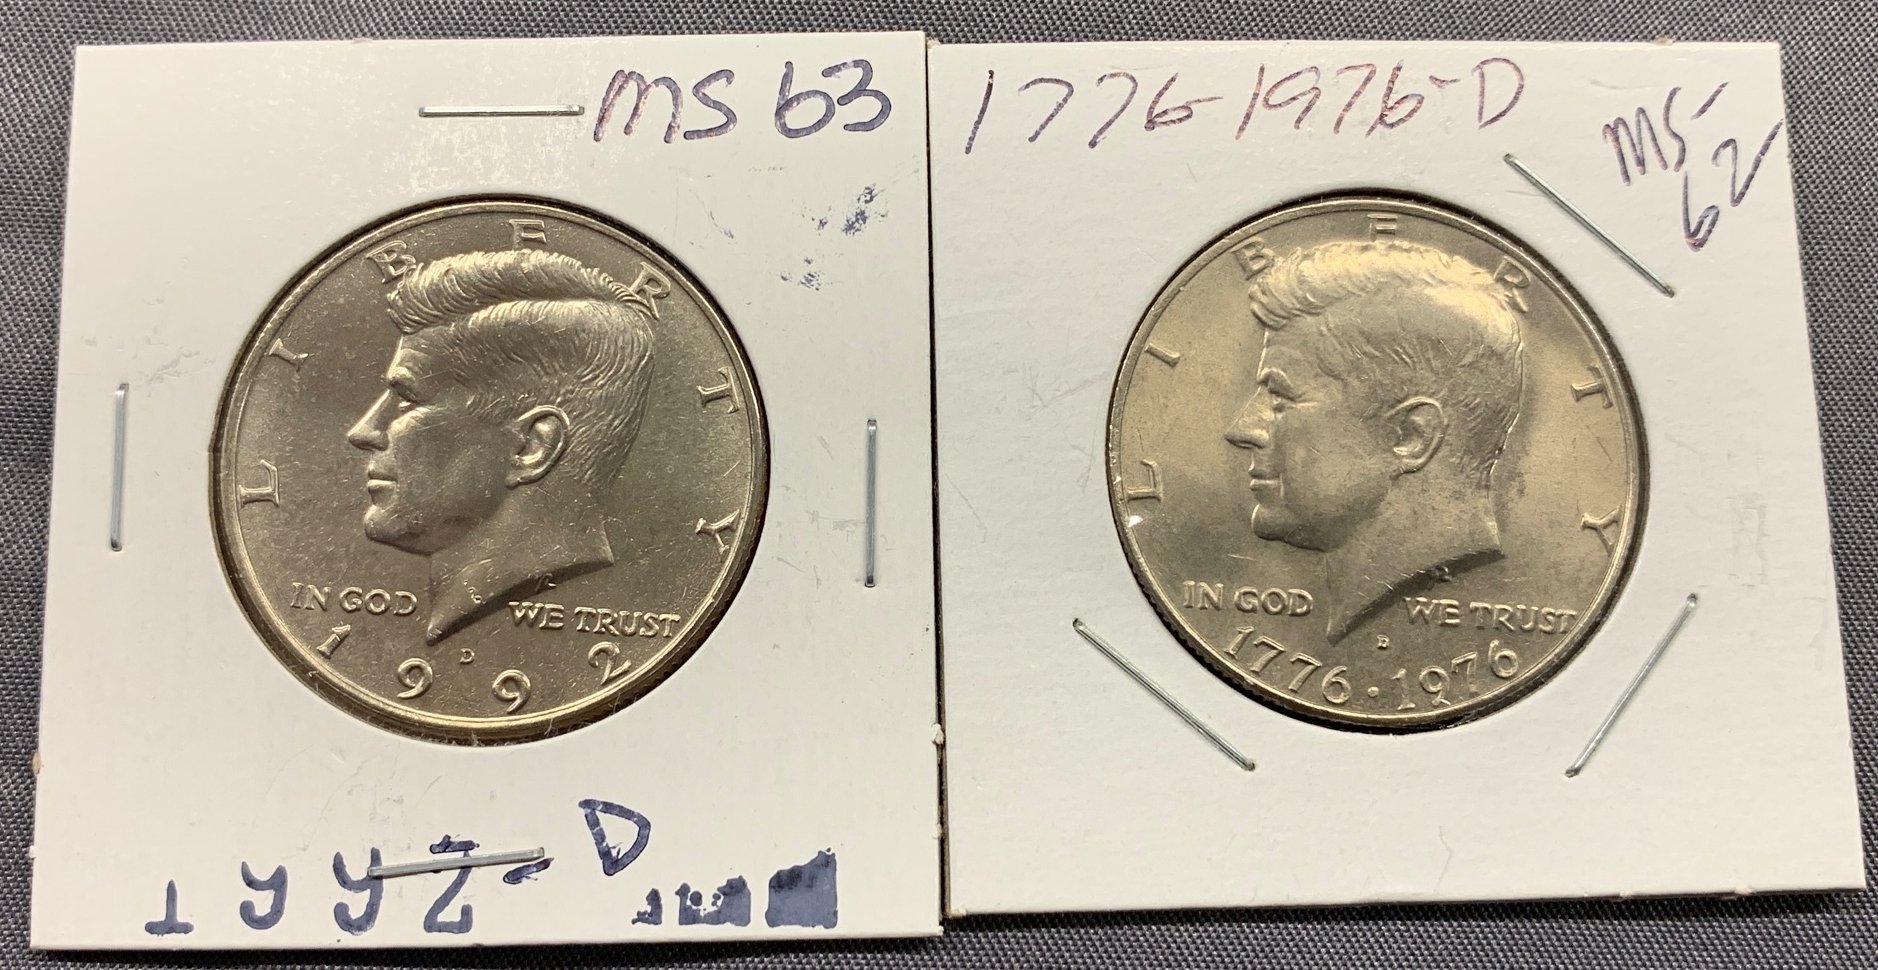 MS 63
LIBERTY
IN GOD WE TRUST
D
1992
1992-D
1776-1976-D
MS-
62
LIBERTY
IN GOD WE TRUST
D
1776·1976